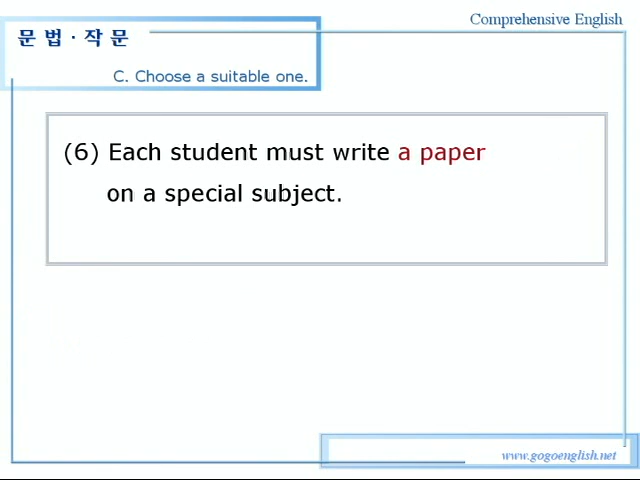 Comprehensive English
문 법 · 작 문
C. Choose a suitable one.
(6) Each student must write a paper
on a special subject.
www.gogoenglish.net